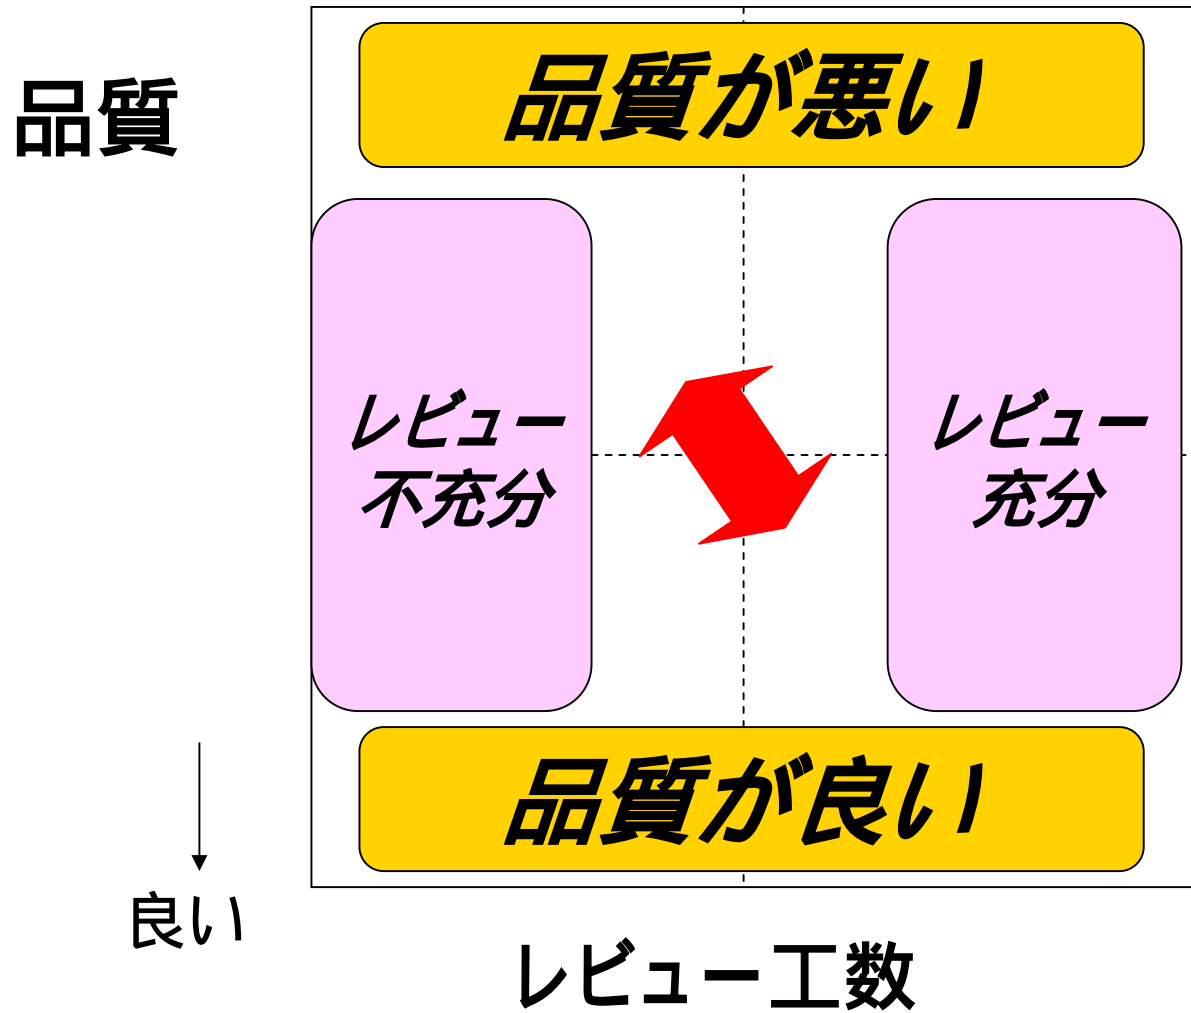 品質
品質が悪い
レビュー
不充分
レビュー
充分
品質が良い
良い
レビュー工数